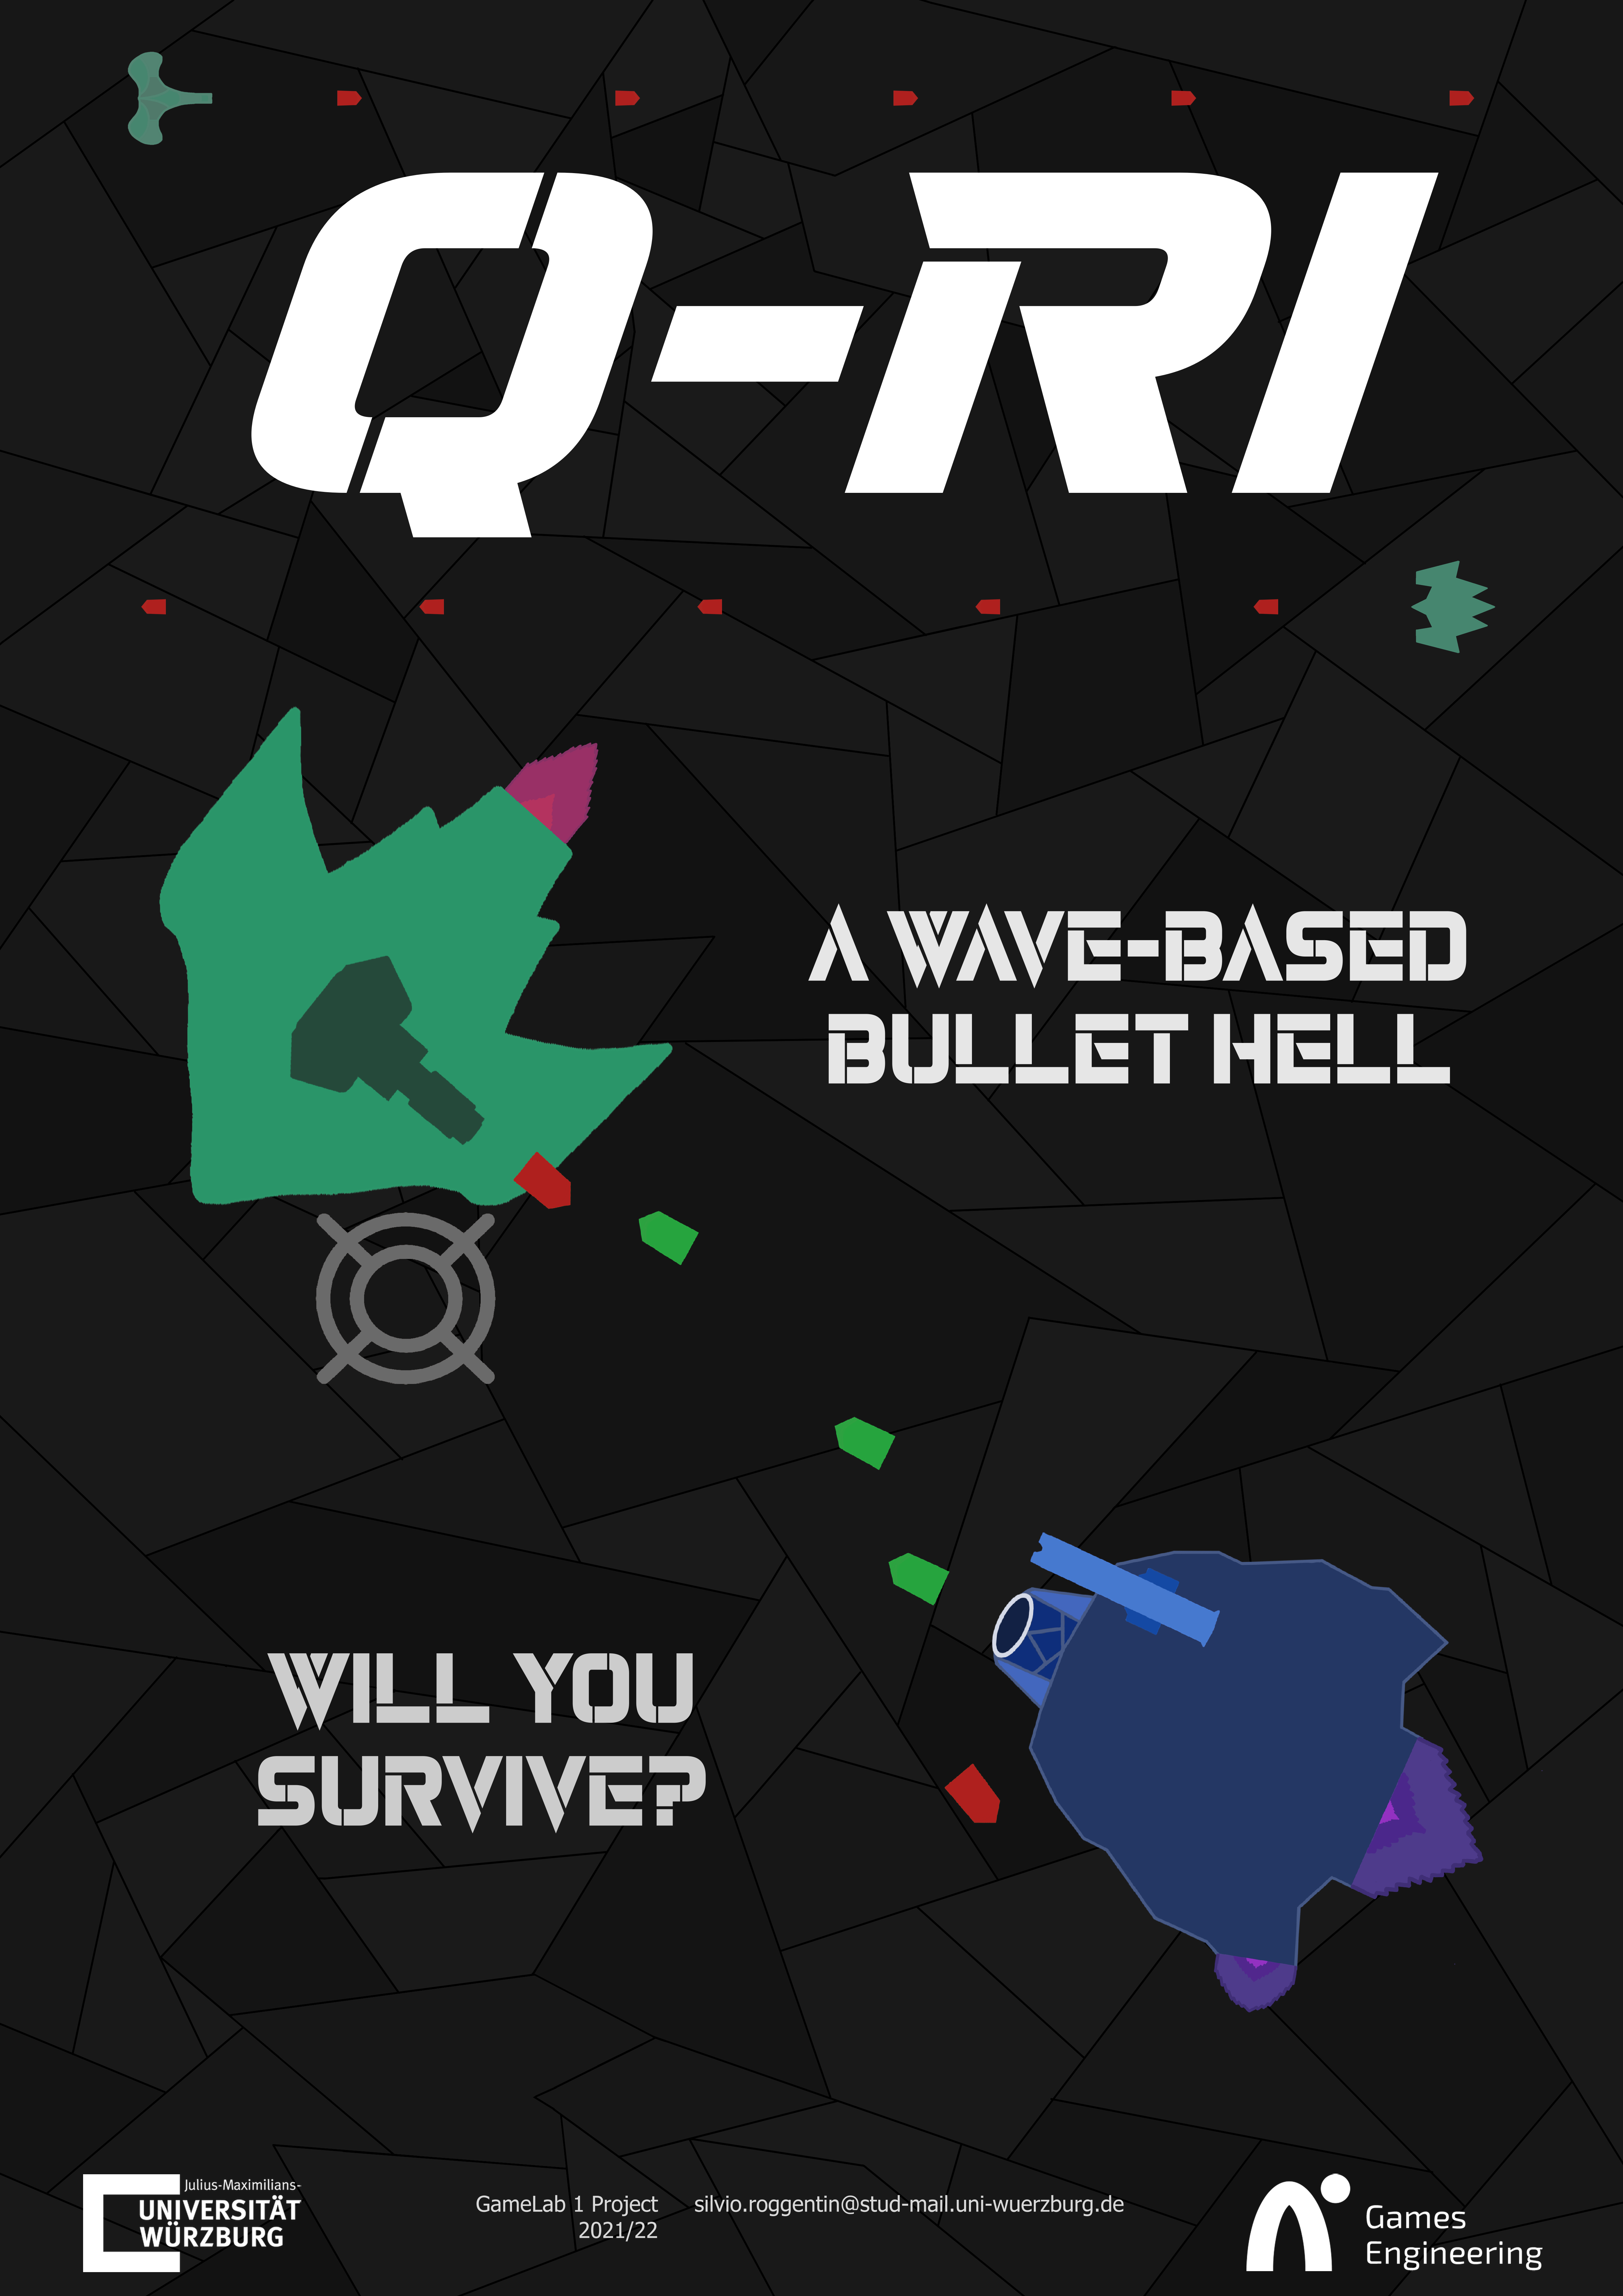 Q-RI
A WAVE-BASED
BULLET HELL
WILL YOU
SURVIVE?
Julius-Maximilians-
UNIVERSITÄT
WÜRZBURG
GameLab 1 Project
2021/22
silvio.roggentin@stud-mail.uni-wuerzburg.de
Games
Engineering